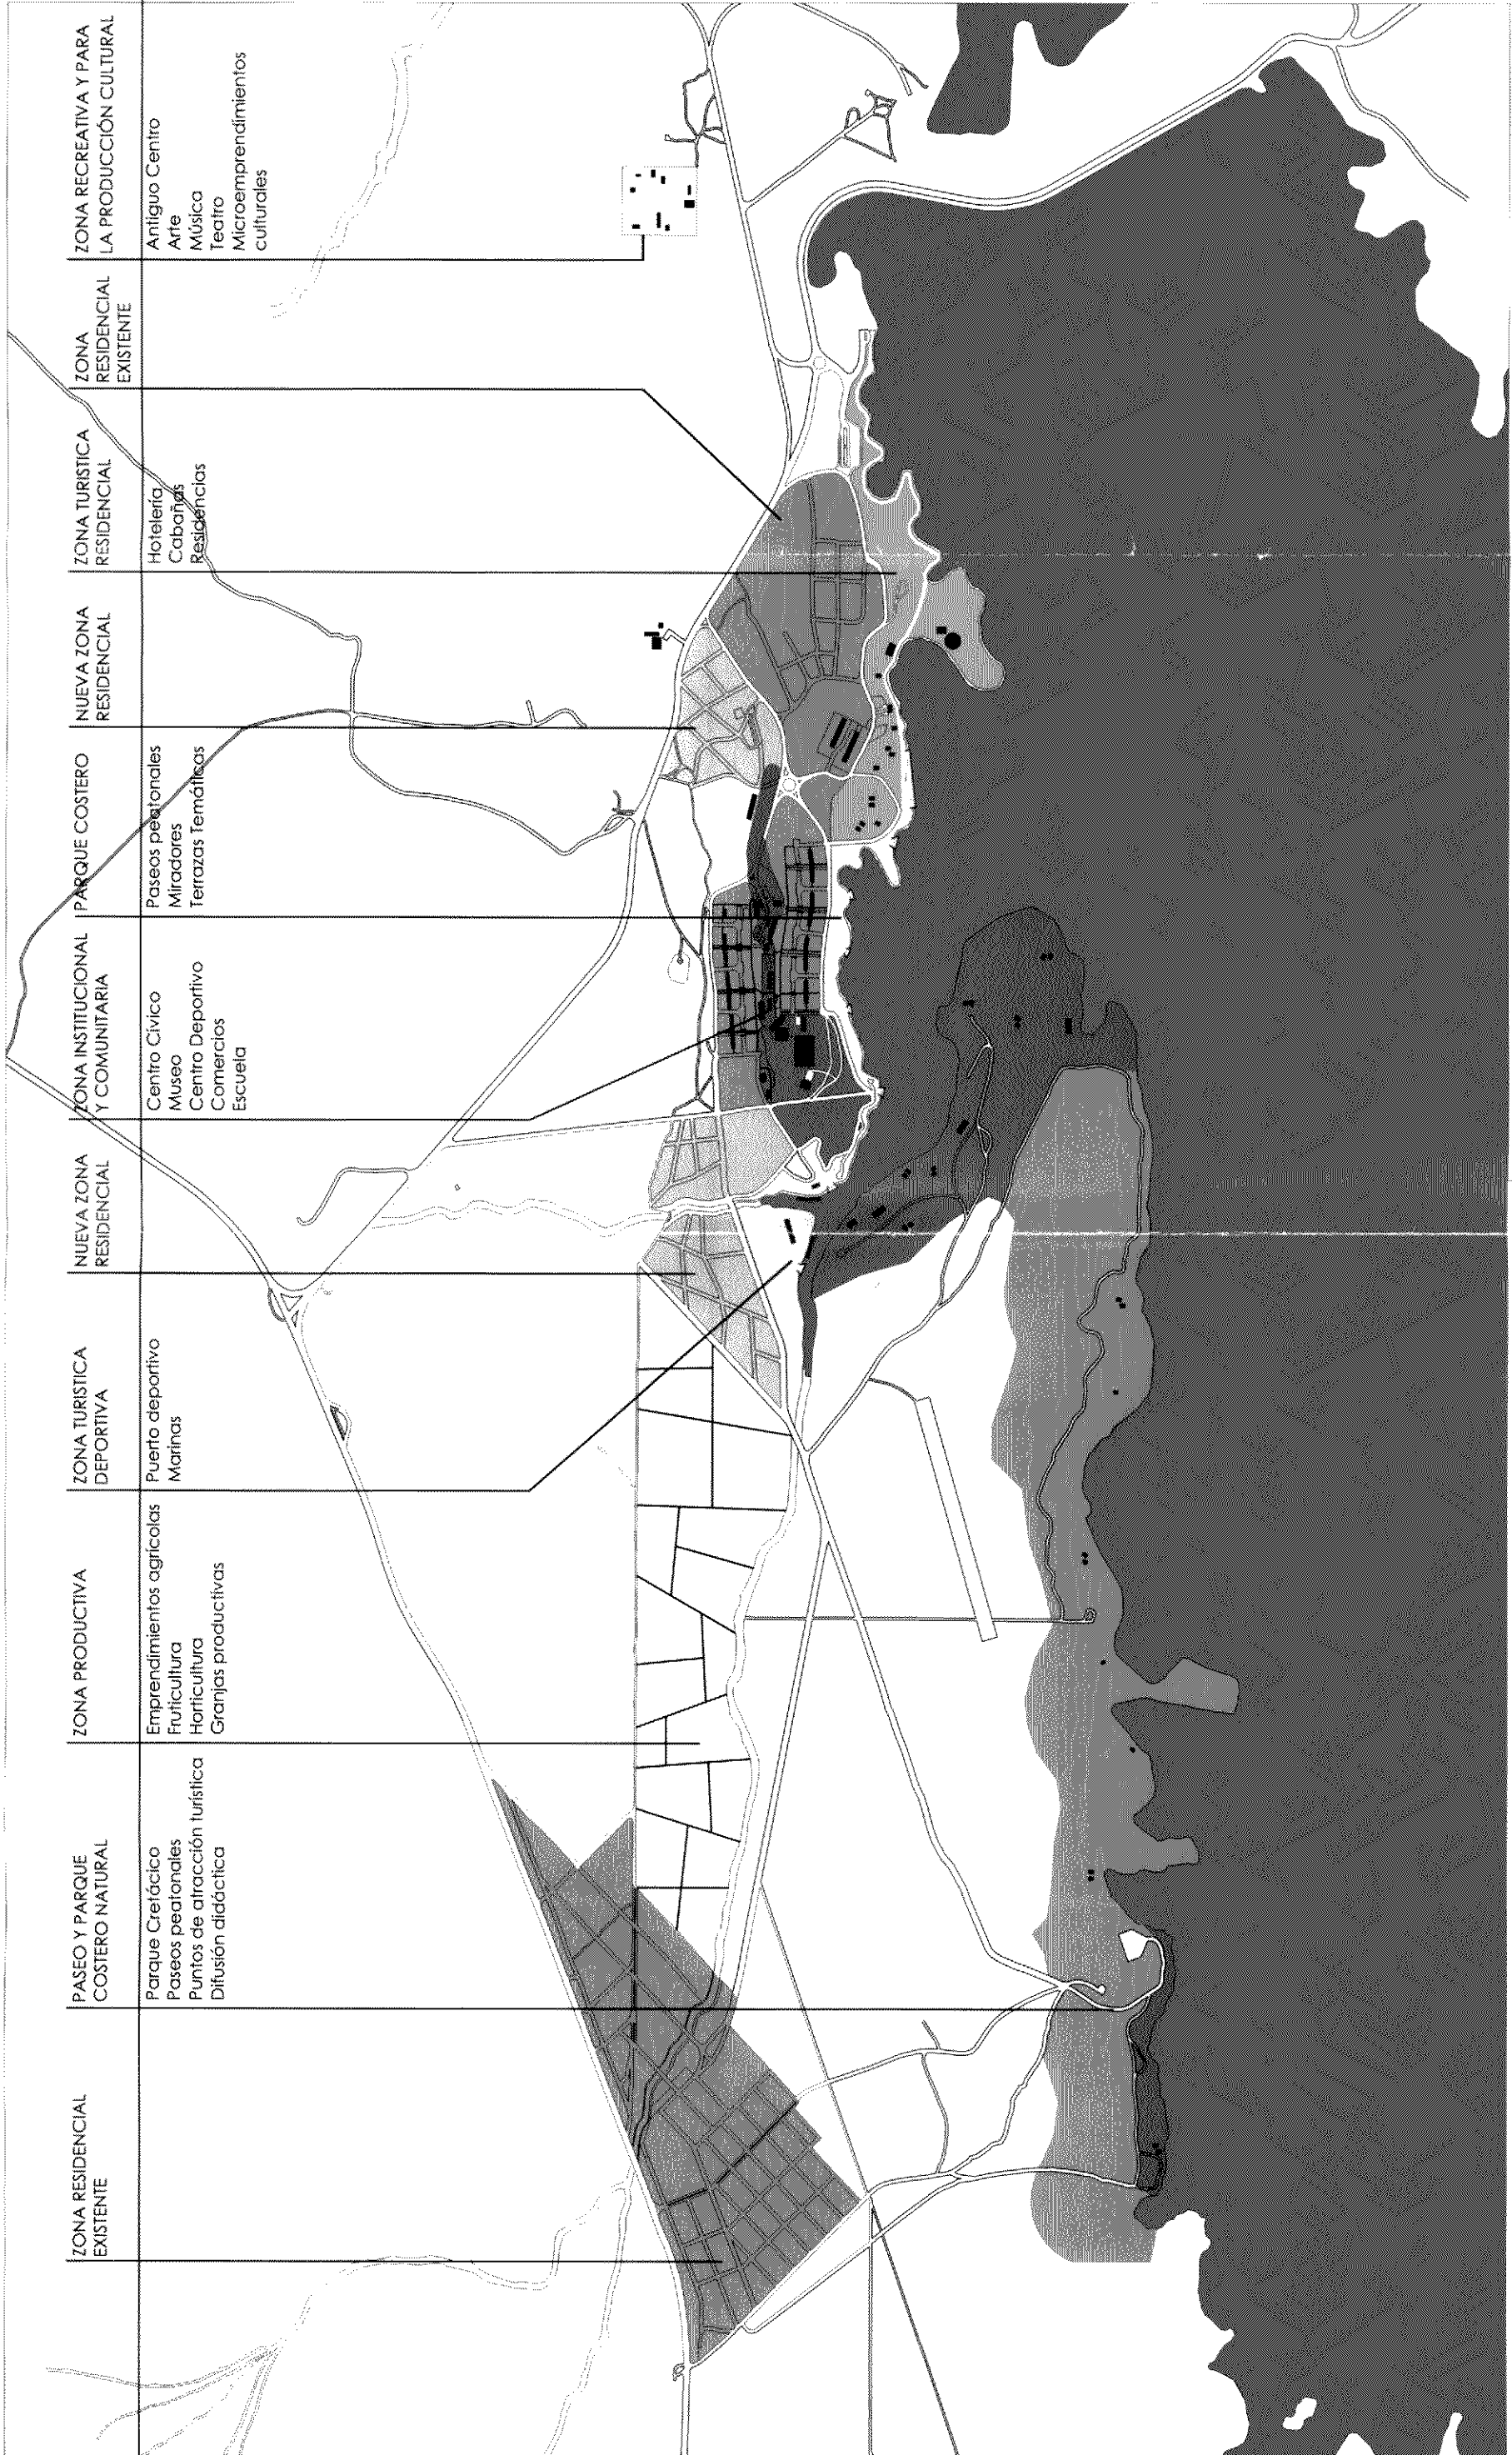 ZONA RESIDENCIAL
EXISTENTE
PASEO Y PARQUE
COSTERO NATURAL
Parque Cretácico
Paseos peatonales
Puntos de atracción turística
Difusión didáctica
ZONA PRODUCTIVA
Emprendimientos agrícolas
Fruticultura
Horticultura
Granjas productivas
ZONA TURISTICA
DEPORTIVA
Puerto deportivo
Marinas
NUEVA ZONA
RESIDENCIAL
ZONA INSTITUCIONAL
Y COMUNITARIA
Centro Cívico
Museo
Centro Deportivo
Comercios
Escuela
PARQUE COSTERO
Paseos peatonales
Miradores
Terrazas Temáticas
NUEVA ZONA
RESIDENCIAL
ZONA TURISTICA
RESIDENCIAL
Hotelería
Cabañas
Residencias
ZONA
RESIDENCIAL
EXISTENTE
ZONA RECREATIVA Y PARA
LA PRODUCCIÓN CULTURAL
Antiguo Centro
Arte
Música
Teatro
Microemprendimientos
culturales